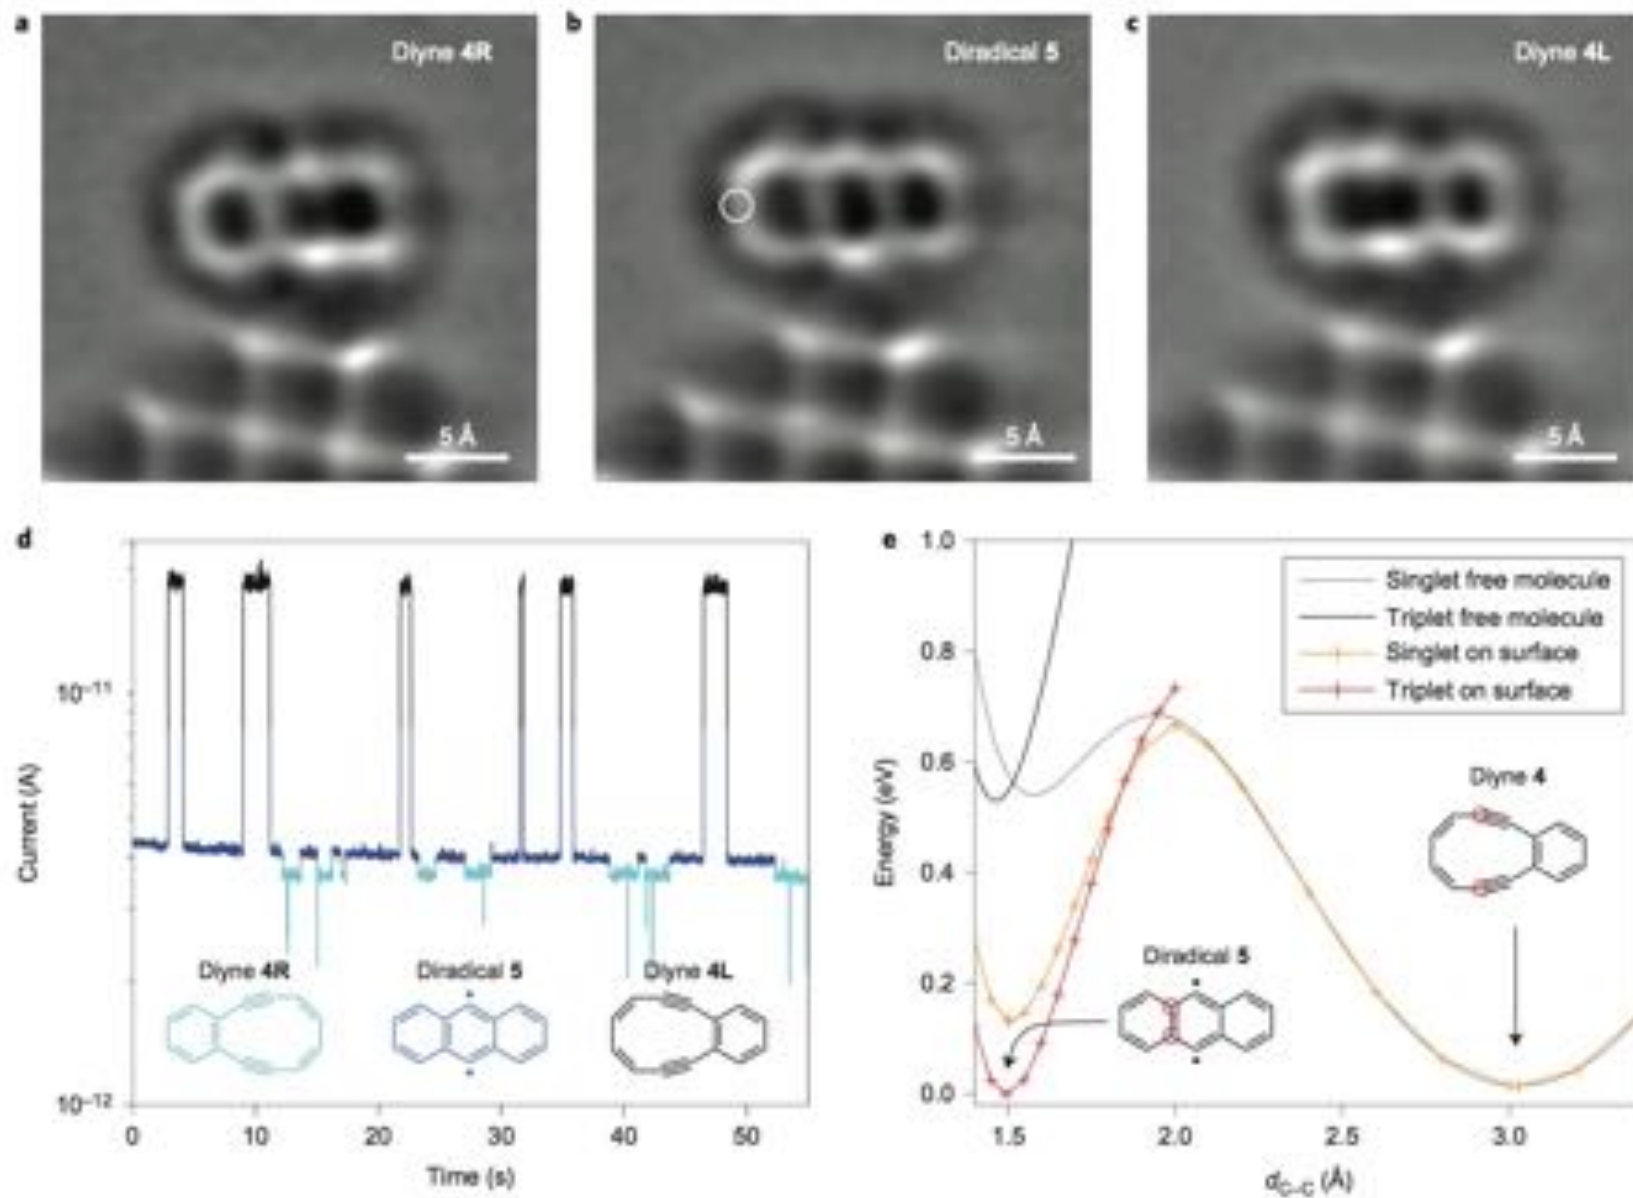 a
Diyne 4R
5 Å
b
Diradical 5
5 Å
c
Diyne 4L
5 Å
d
10⁻¹¹
10⁻¹²
Current (A)
Diyne 4R
Diradical 5
Diyne 4L
0 10 20 30 40 50
Time (s)
e
1.0
0.8
0.6
0.4
0.2
0.0
Energy (eV)
Singlet free molecule
Triplet free molecule
Singlet on surface
Triplet on surface
Diyne 4
Diradical 5
1.5 2.0 2.5 3.0
d_C–C (Å)